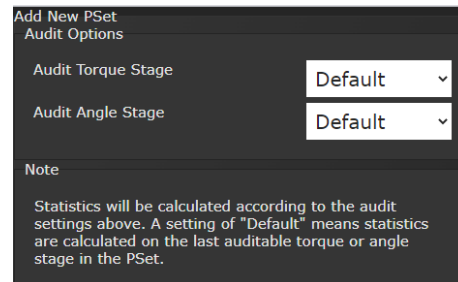 Add New PSet
Audit Options
Audit Torque Stage
Default
Audit Angle Stage
Default
Note
Statistics will be calculated according to the audit
settings above. A setting of "Default" means statistics
are calculated on the last auditable torque or angle
stage in the PSet.